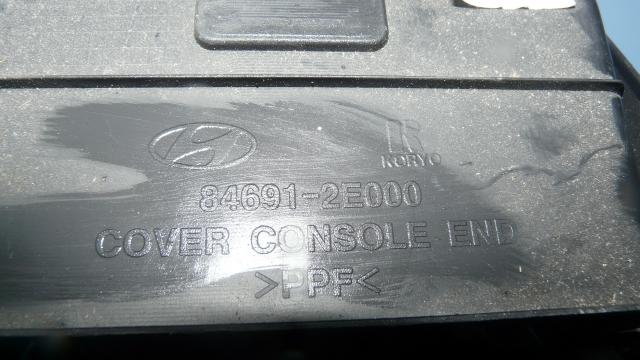 KORYO
84691-2E000
COVER CONSOLE END
>PPF<